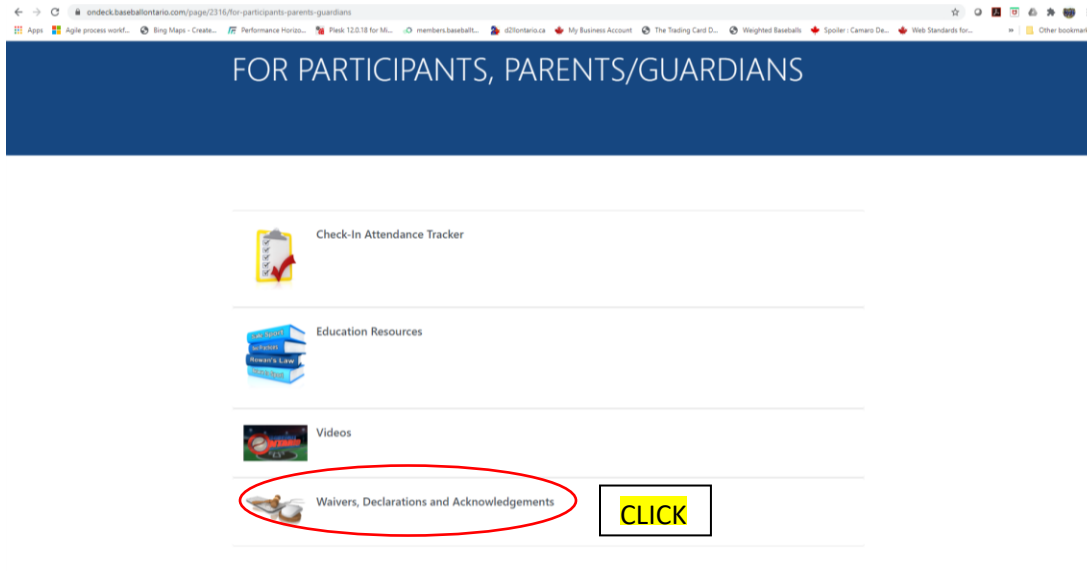 ondeck.baseballontario.com/page/2316/for-participants-parents-guardians
Apps Agile process workf... Bing Maps - Create... Performance Horizo... Plesk 12.0.18 for Mi... members.baseballt... d2llontario.ca My Business Account The Trading Card D... Weighted Baseballs Spoiler : Camaro De... Web Standards for... » Other bookmark
FOR PARTICIPANTS, PARENTS/GUARDIANS
Check-In Attendance Tracker
Education Resources
Rowan's Law
Videos
Waivers, Declarations and Acknowledgements
CLICK